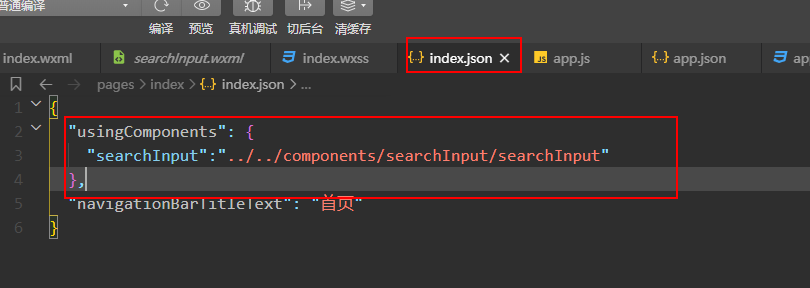 普通编译
编译 预览 真机调试 切后台 清缓存
index.wxml searchInput.wxml index.wxss {..} index.json × JS app.js {..} app.json
pages > index > {..} index.json > ...
1 {
2 "usingComponents": {
3 "searchInput":"../../components/searchInput/searchInput"
4 },
5 "navigationBarTitleText": "首页"
6 }